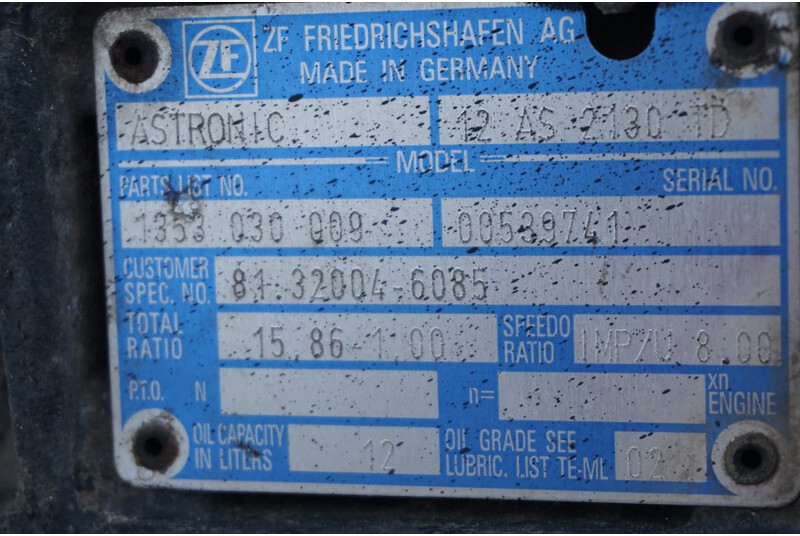 ZF ZF FRIEDRICHSHAFEN AG
MADE IN GERMANY
ASTRONIC 12 AS 2130 TD
MODEL
PARTS LIST NO. SERIAL NO.
1353 030 009 00539741
CUSTOMER SPEC. NO. 81.32004-6085
TOTAL RATIO 15,86-1,00 SPEEDO RATIO IMP/U 8.00
P.T.O. N n= xn ENGINE
OIL CAPACITY IN LITERS 12 OIL GRADE SEE LUBRIC. LIST TE-ML 02